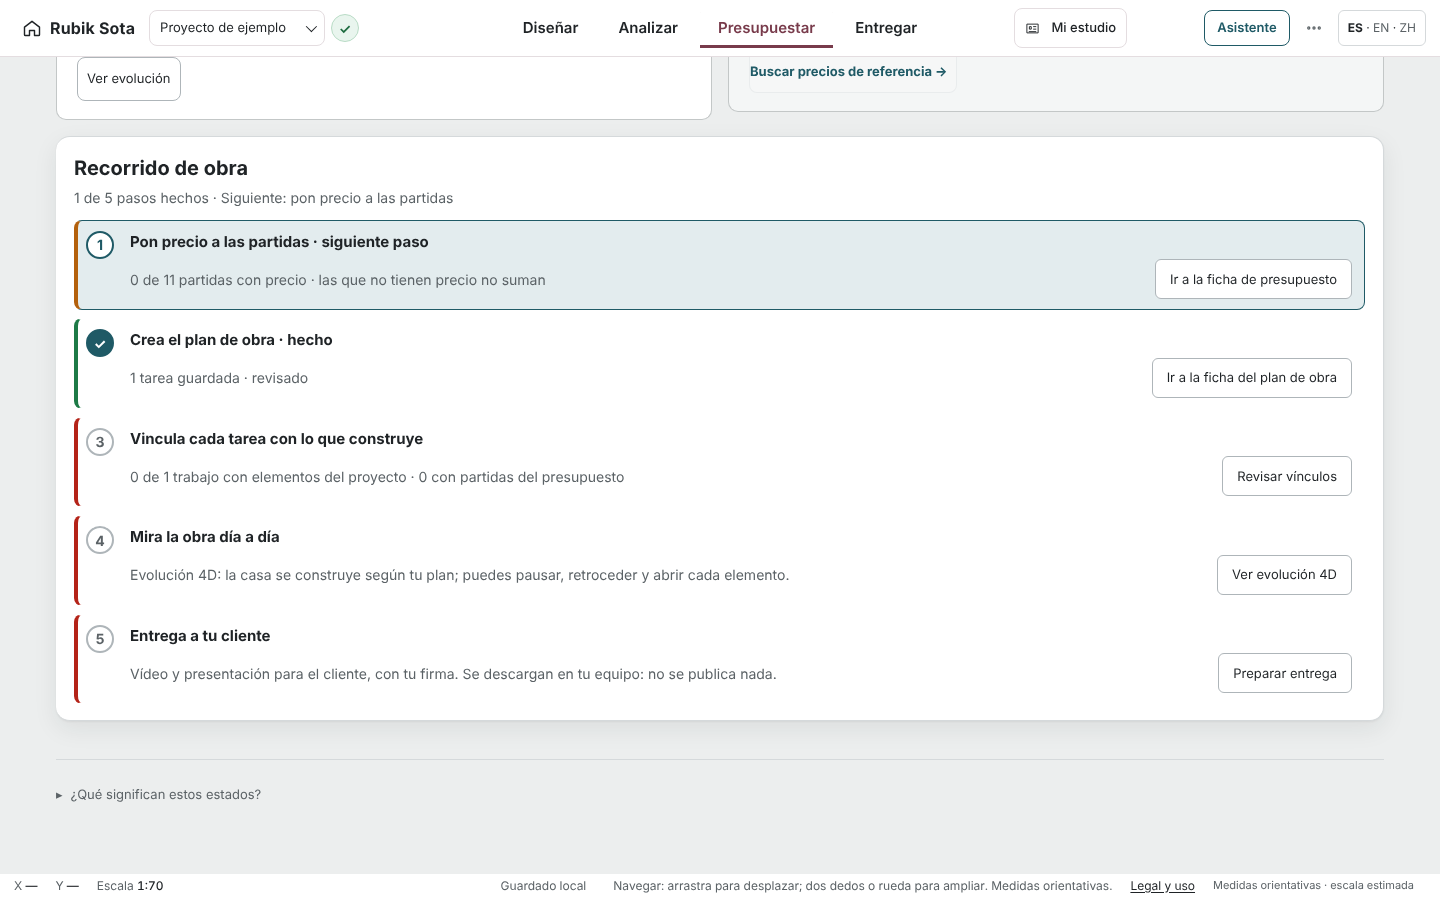 Rubik Sota
Proyecto de ejemplo
Diseñar
Analizar
Presupuestar
Entregar
Mi estudio
Asistente
ES · EN · ZH
Ver evolución
Buscar precios de referencia →
Recorrido de obra
1 de 5 pasos hechos · Siguiente: pon precio a las partidas
1
Pon precio a las partidas · siguiente paso
0 de 11 partidas con precio · las que no tienen precio no suman
Ir a la ficha de presupuesto
Crea el plan de obra · hecho
1 tarea guardada · revisado
Ir a la ficha del plan de obra
3
Vincula cada tarea con lo que construye
0 de 1 trabajo con elementos del proyecto · 0 con partidas del presupuesto
Revisar vínculos
4
Mira la obra día a día
Evolución 4D: la casa se construye según tu plan; puedes pausar, retroceder y abrir cada elemento.
Ver evolución 4D
5
Entrega a tu cliente
Vídeo y presentación para el cliente, con tu firma. Se descargan en tu equipo: no se publica nada.
Preparar entrega
▸ ¿Qué significan estos estados?
X — Y — Escala 1:70
Guardado local
Navegar: arrastra para desplazar; dos dedos o rueda para ampliar. Medidas orientativas.
Legal y uso
Medidas orientativas · escala estimada